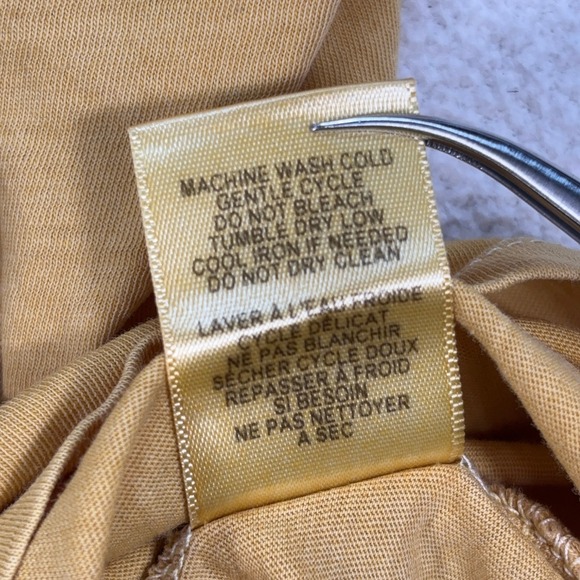 MACHINE WASH COLD
GENTLE CYCLE
DO NOT BLEACH
TUMBLE DRY LOW
COOL IRON IF NEEDED
DO NOT DRY CLEAN
LAVER À L'EAU FROIDE
CYCLE DÉLICAT
NE PAS BLANCHIR
SÉCHER CYCLE DOUX
REPASSER À FROID
SI BESOIN
NE PAS NETTOYER
A SEC